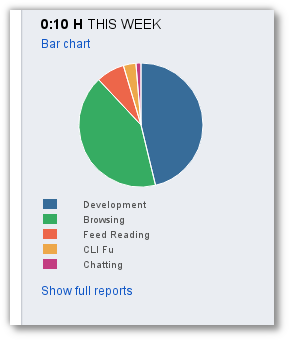 0:10 H THIS WEEK
Bar chart
Development
Browsing
Feed Reading
CLI Fu
Chatting
Show full reports